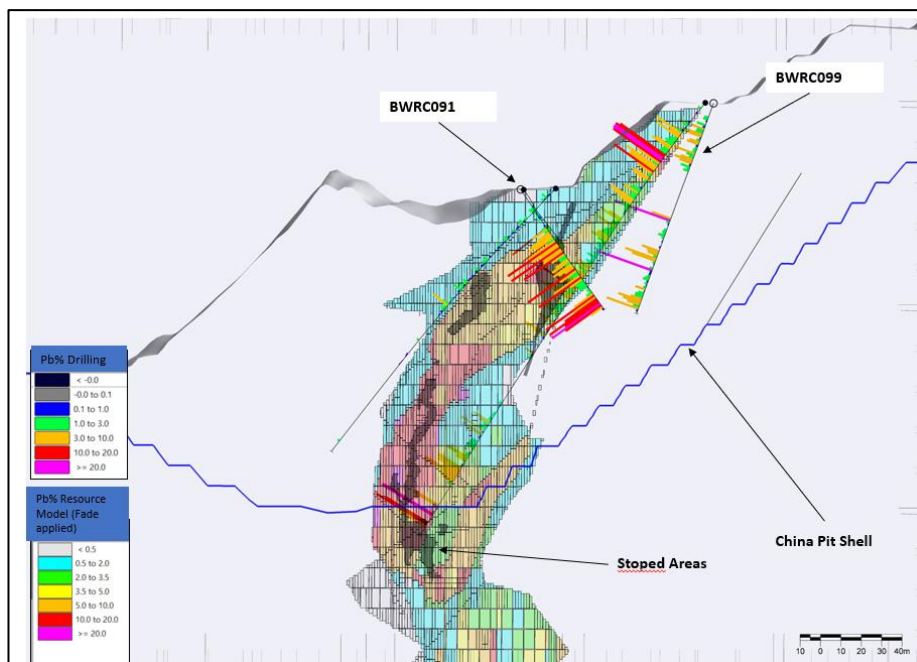 BWRC099
BWRC091
Pb% Drilling
< -0.0
-0.0 to 0.1
0.1 to 1.0
1.0 to 3.0
3.0 to 10.0
10.0 to 20.0
>= 20.0
Pb% Resource
Model (Fade
applied)
< 0.5
0.5 to 2.0
2.0 to 3.5
3.5 to 5.0
5.0 to 10.0
10.0 to 20.0
>= 20.0
Stoped Areas
China Pit Shell
10 0 10 20 30 40m